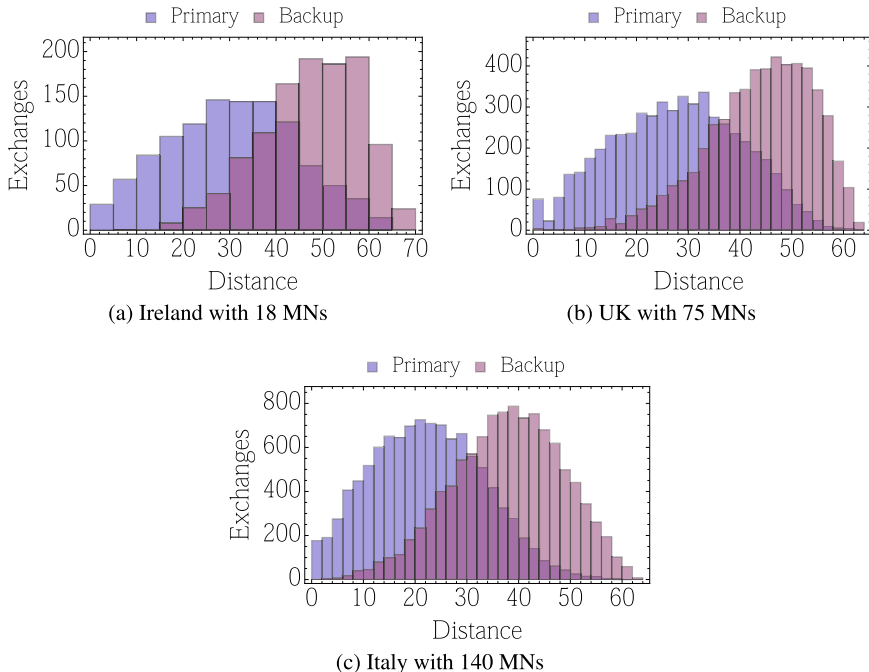 Primary Backup
Primary Backup
200
150
100
50
0
Exchanges
0 10 20 30 40 50 60 70
Distance
(a) Ireland with 18 MNs
400
300
200
100
0
Exchanges
0 10 20 30 40 50 60
Distance
(b) UK with 75 MNs
Primary Backup
800
600
400
200
0
Exchanges
0 10 20 30 40 50 60
Distance
(c) Italy with 140 MNs